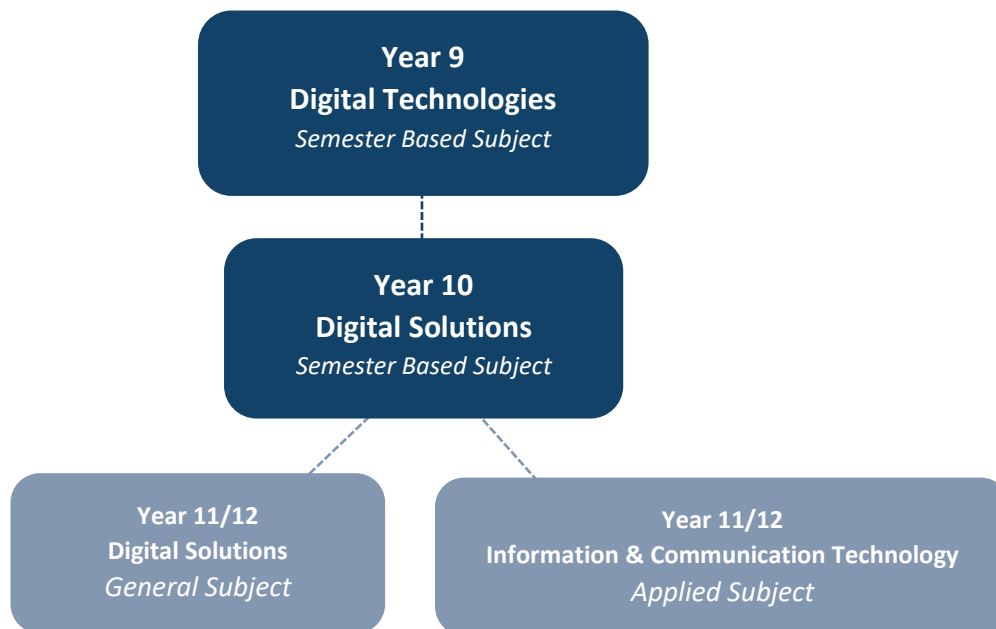 Year 9
Digital Technologies
Semester Based Subject
Year 10
Digital Solutions
Semester Based Subject
Year 11/12
Digital Solutions
General Subject
Year 11/12
Information & Communication Technology
Applied Subject